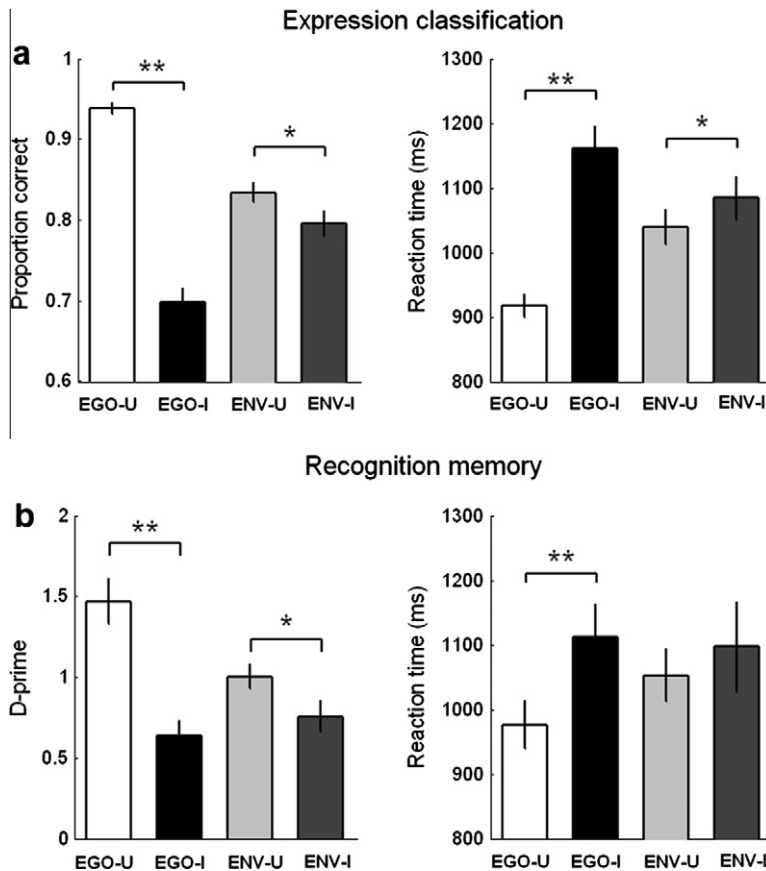 Expression classification
a
Proportion correct
1
0.9
0.8
0.7
0.6
**
*
EGO-U EGO-I ENV-U ENV-I
Reaction time (ms)
1300
1200
1100
1000
900
800
**
*
EGO-U EGO-I ENV-U ENV-I
Recognition memory
b
D-prime
2
1.5
1
0.5
0
**
*
EGO-U EGO-I ENV-U ENV-I
Reaction time (ms)
1300
1200
1100
1000
900
800
**
EGO-U EGO-I ENV-U ENV-I